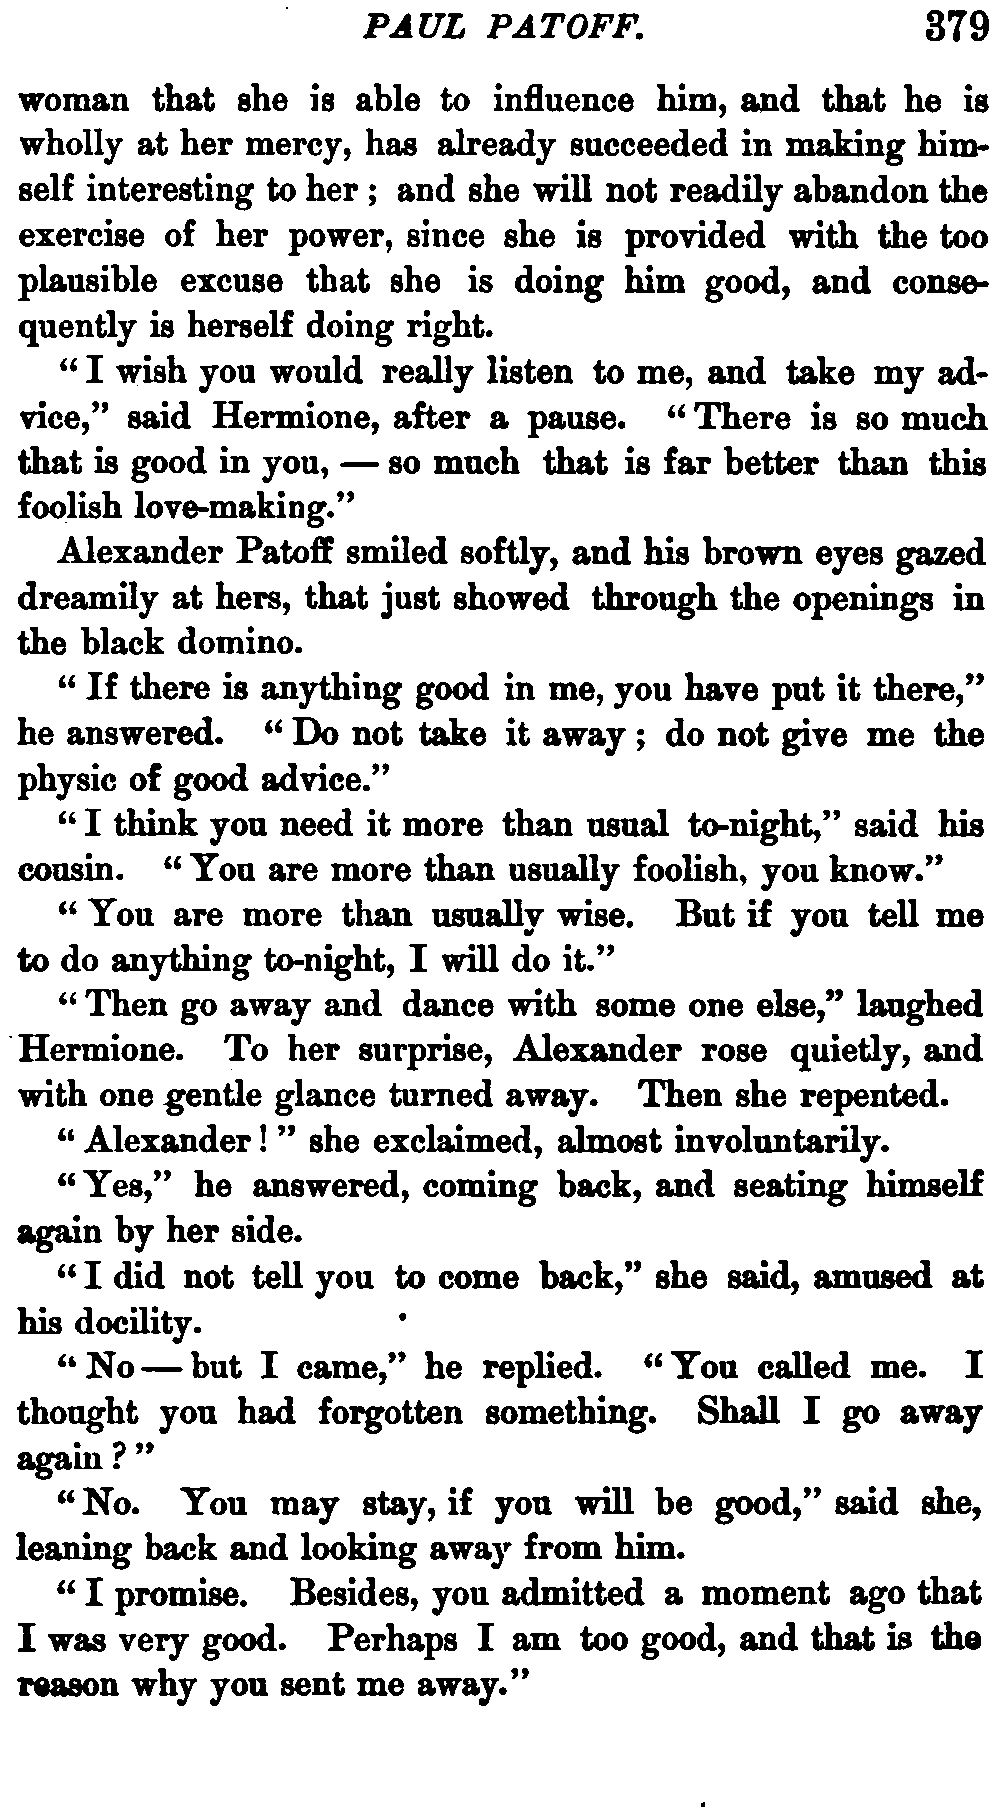 PAUL PATOFF. 379
woman that she is able to influence him, and that he is
wholly at her mercy, has already succeeded in making him-
self interesting to her ; and she will not readily abandon the
exercise of her power, since she is provided with the too
plausible excuse that she is doing him good, and conse-
quently is herself doing right.
“ I wish you would really listen to me, and take my ad-
vice,” said Hermione, after a pause. “ There is so much
that is good in you, — so much that is far better than this
foolish love-making.”
Alexander Patoff smiled softly, and his brown eyes gazed
dreamily at hers, that just showed through the openings in
the black domino.
“ If there is anything good in me, you have put it there,”
he answered. “ Do not take it away ; do not give me the
physic of good advice.”
“ I think you need it more than usual to-night,” said his
cousin. “ You are more than usually foolish, you know.”
“ You are more than usually wise. But if you tell me
to do anything to-night, I will do it.”
“ Then go away and dance with some one else,” laughed
Hermione. To her surprise, Alexander rose quietly, and
with one gentle glance turned away. Then she repented.
“ Alexander ! ” she exclaimed, almost involuntarily.
“ Yes,” he answered, coming back, and seating himself
again by her side.
“ I did not tell you to come back,” she said, amused at
his docility.
“ No — but I came,” he replied. “ You called me. I
thought you had forgotten something. Shall I go away
again ? ”
“ No. You may stay, if you will be good,” said she,
leaning back and looking away from him.
“ I promise. Besides, you admitted a moment ago that
I was very good. Perhaps I am too good, and that is the
reason why you sent me away.”